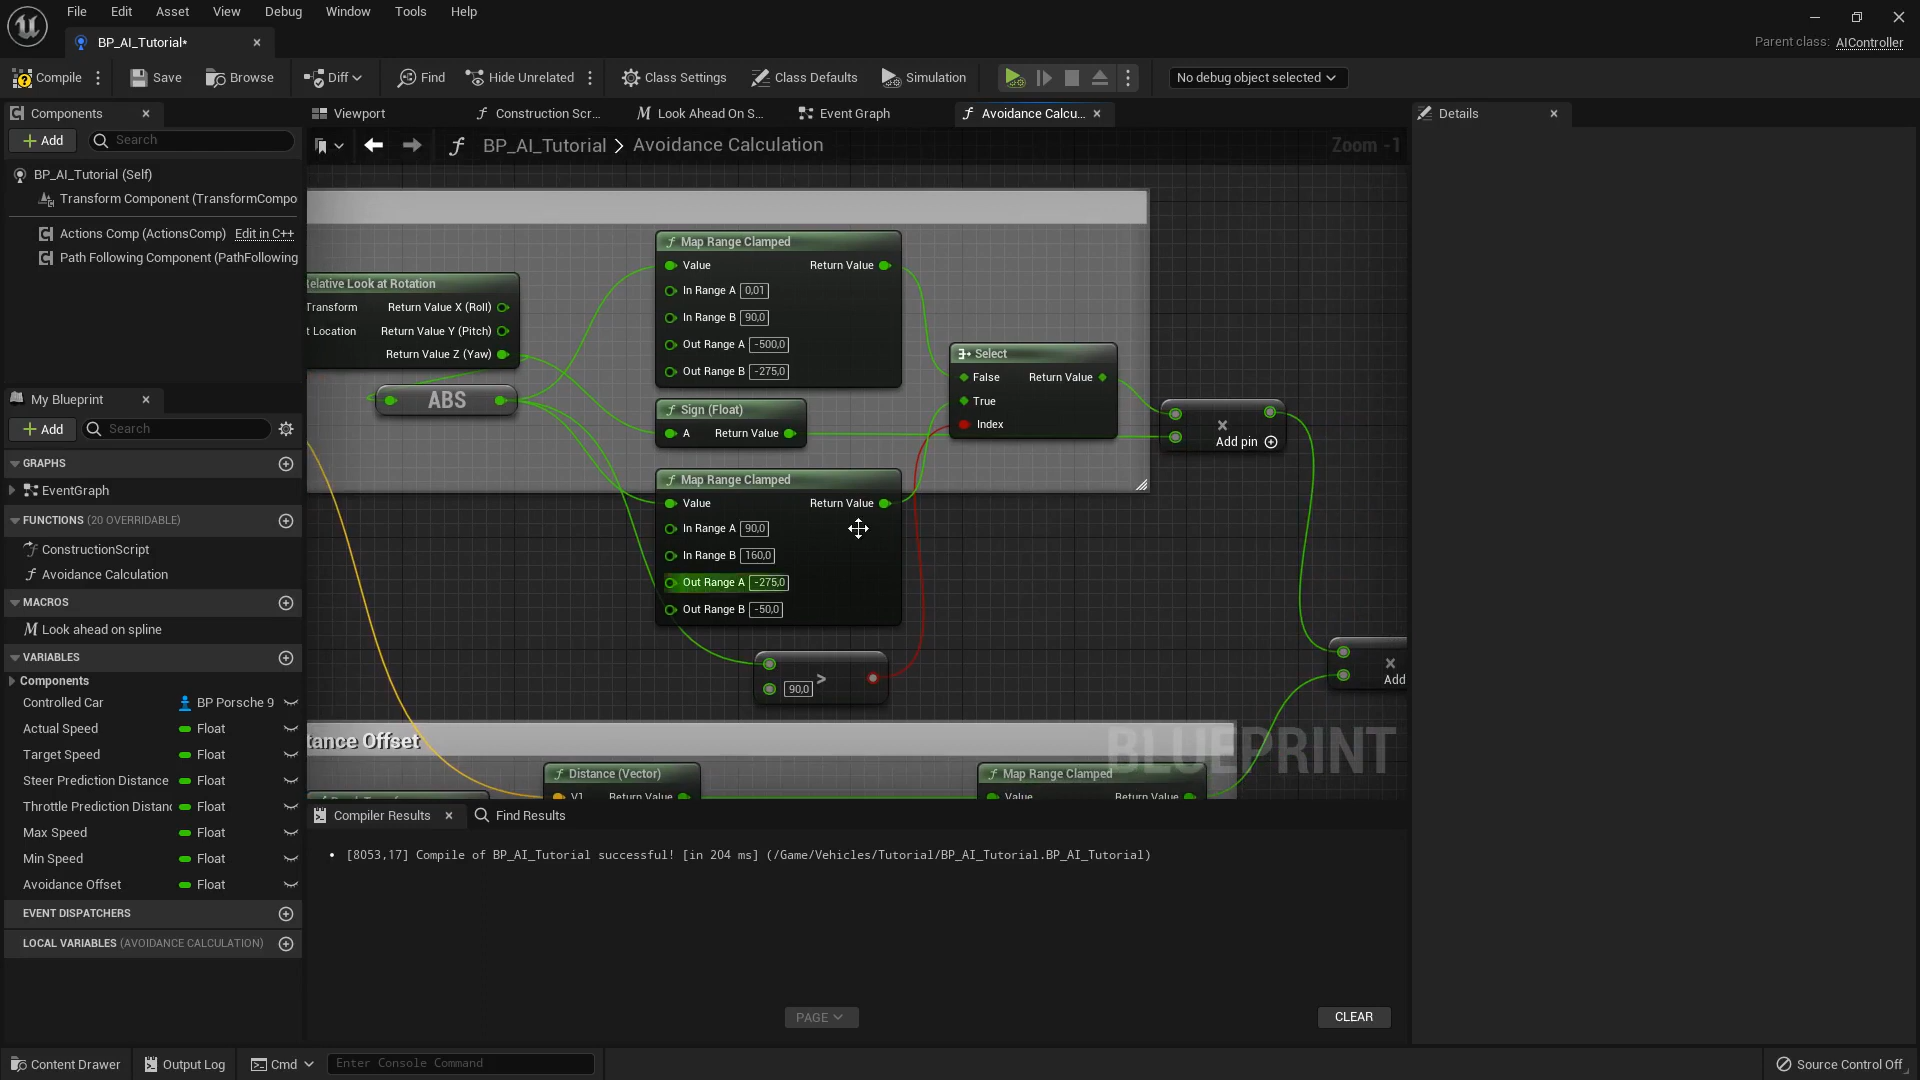 File Edit Asset View Debug Window Tools Help
BP_AI_Tutorial*
Parent class: AIController
Compile Save Browse Diff Find Hide Unrelated Class Settings Class Defaults Simulation No debug object selected
Components
Viewport Construction Scr... Look Ahead On S... Event Graph Avoidance Calcu... Details
Add Search
BP_AI_Tutorial > Avoidance Calculation Zoom -1
BP_AI_Tutorial (Self)
Transform Component (TransformCompo
Actions Comp (ActionsComp) Edit in C++
Path Following Component (PathFollowing
My Blueprint
Add Search
GRAPHS
EventGraph
FUNCTIONS (20 OVERRIDABLE)
ConstructionScript
Avoidance Calculation
MACROS
Look ahead on spline
VARIABLES
Components
Controlled Car BP Porsche 9
Actual Speed Float
Target Speed Float
Steer Prediction Distance Float
Throttle Prediction Distanc Float
Max Speed Float
Min Speed Float
Avoidance Offset Float
EVENT DISPATCHERS
LOCAL VARIABLES (AVOIDANCE CALCULATION)
Relative Look at Rotation
Transform Return Value X (Roll)
t Location Return Value Y (Pitch)
Return Value Z (Yaw)
ABS
Map Range Clamped
Value Return Value
In Range A 0,01
In Range B 90,0
Out Range A -500,0
Out Range B -275,0
Sign (Float)
A Return Value
Map Range Clamped
Value Return Value
In Range A 90,0
In Range B 160,0
Out Range A -275,0
Out Range B -50,0
> 90,0
Select
False Return Value
True
Index
×
Add pin
×
Add
tance Offset
Distance (Vector)
V1 Return Value
Map Range Clamped
Value Return Value
BLUEPRINT
Compiler Results Find Results
• [8053,17] Compile of BP_AI_Tutorial successful! [in 204 ms] (/Game/Vehicles/Tutorial/BP_AI_Tutorial.BP_AI_Tutorial)
PAGE CLEAR
Content Drawer Output Log Cmd Enter Console Command Source Control Off